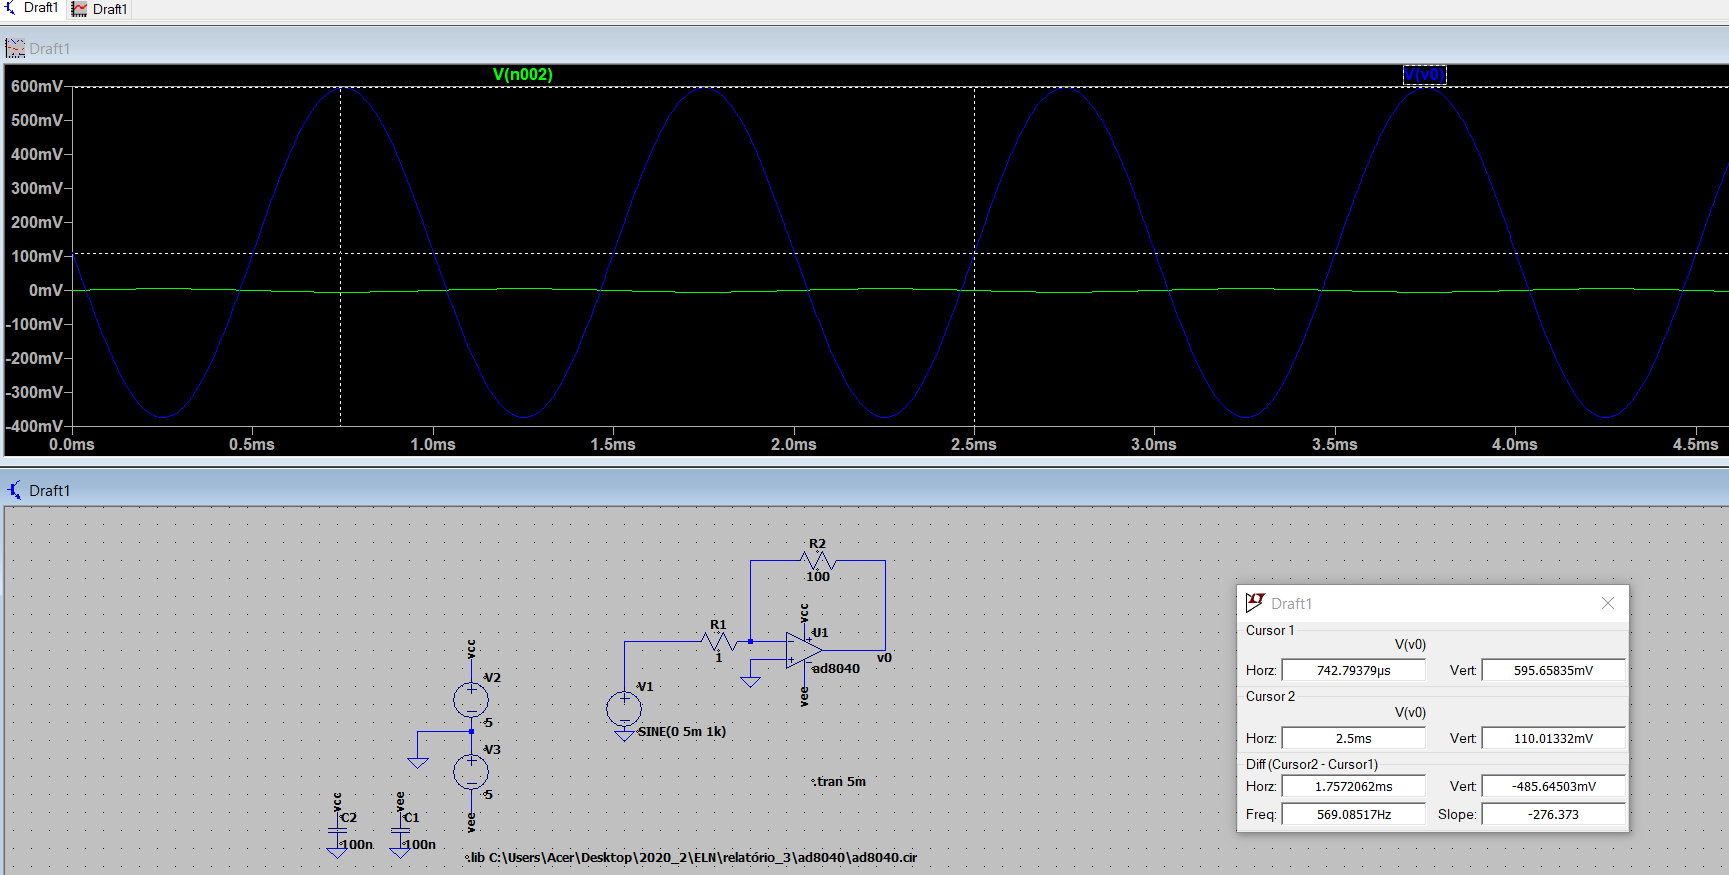 Draft1 Draft1
Draft1
V(n002) V(v0)
600mV
500mV
400mV
300mV
200mV
100mV
0mV
-100mV
-200mV
-300mV
-400mV
0.0ms 0.5ms 1.0ms 1.5ms 2.0ms 2.5ms 3.0ms 3.5ms 4.0ms 4.5ms
Draft1
R2
100
vcc
R1
U1
1
ad8040
v0
vee
vcc
V2
5
V3
5
vee
V1
SINE(0 5m 1k)
.tran 5m
vcc
C2
100n
vee
C1
100n
.lib C:\Users\Acer\Desktop\2020_2\ELN\relatório_3\ad8040\ad8040.cir
Draft1
Cursor 1
V(v0)
Horz: 742.79379µs Vert: 595.65835mV
Cursor 2
V(v0)
Horz: 2.5ms Vert: 110.01332mV
Diff (Cursor2 - Cursor1)
Horz: 1.7572062ms Vert: -485.64503mV
Freq: 569.08517Hz Slope: -276.373